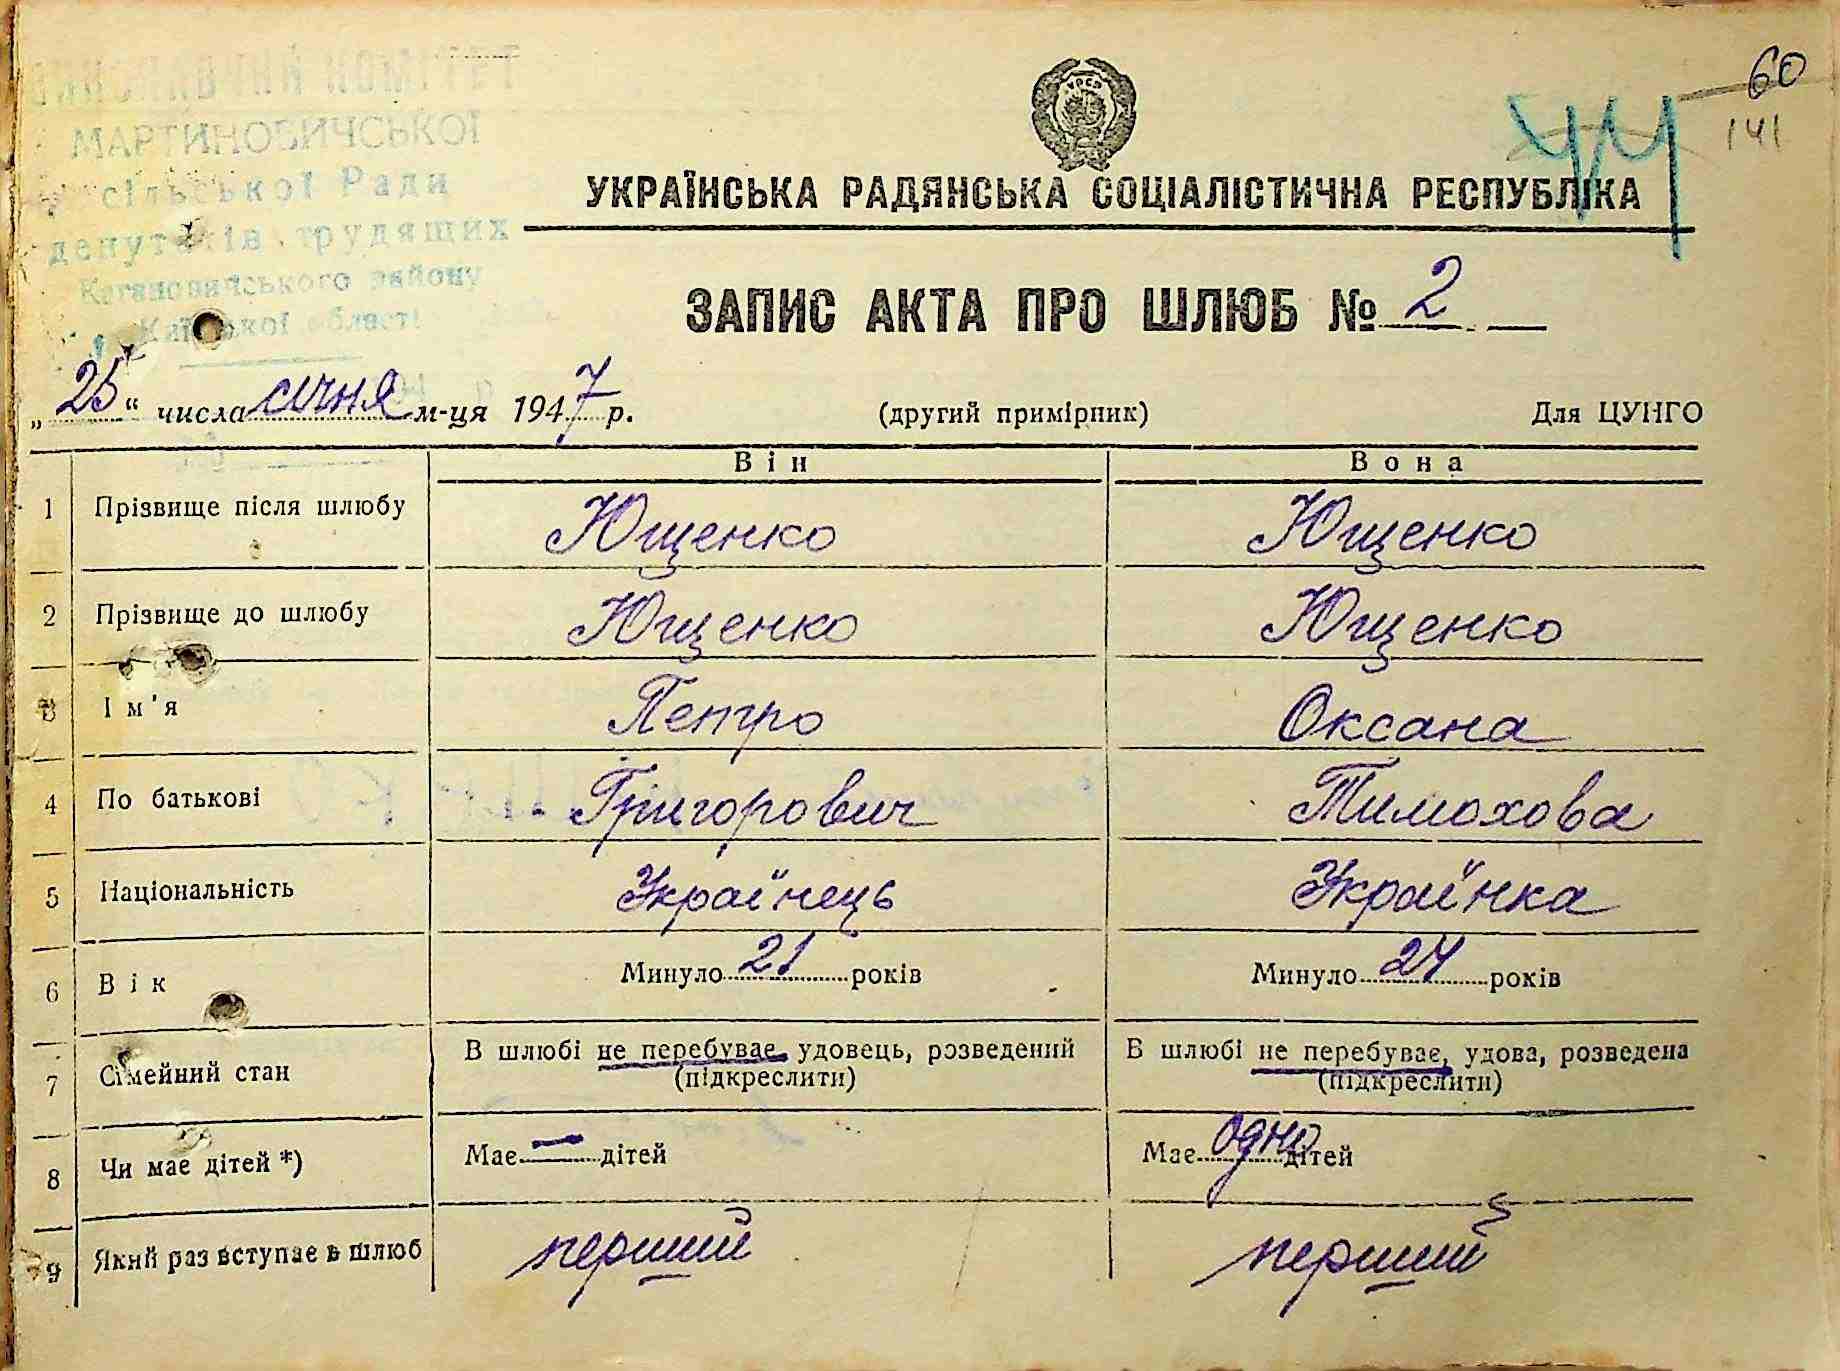 ВИКОНАВЧИЙ КОМІТЕТ
МАРТИНОВИЧСЬКОЇ
сільської Ради
депутатів трудящих
Кагановичського району
Київської області
60
141
УРСР
УКРАЇНСЬКА РАДЯНСЬКА СОЦІАЛІСТИЧНА РЕСПУБЛІКА
ЗАПИС АКТА ПРО ШЛЮБ № 2
„25“ числа січня м-ця 1947 р. (другий примірник) Для ЦУНГО
Він Вона
1 Прізвище після шлюбу Ющенко Ющенко
2 Прізвище до шлюбу Ющенко Ющенко
3 Ім'я Петро Оксана
4 По батькові Григорович Тимохова
5 Національність Українець Українка
6 Вік Минуло 21 років Минуло 24 років
7 Сімейний стан В шлюбі не перебуває, удовець, розведений (підкреслити) В шлюбі не перебуває, удова, розведена (підкреслити)
8 Чи має дітей *) Має — дітей Має одно дітей
9 Який раз вступає в шлюб перший перший